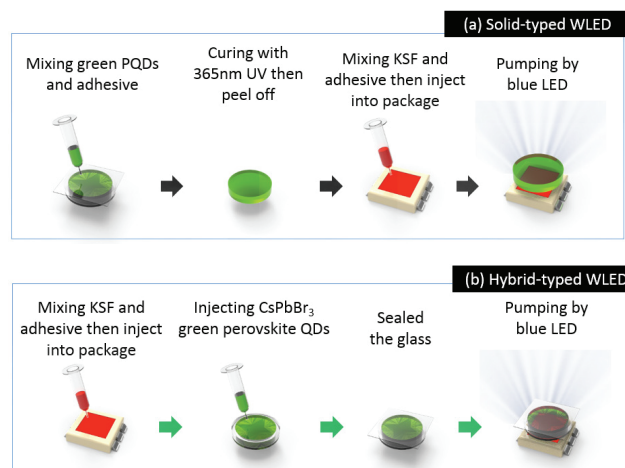 (a) Solid-typed WLED
Mixing green PQDs
and adhesive
Curing with
365nm UV then
peel off
Mixing KSF and
adhesive then inject
into package
Pumping by
blue LED
(b) Hybrid-typed WLED
Mixing KSF and
adhesive then inject
into package
Injecting CsPbBr₃
green perovskite QDs
Sealed
the glass
Pumping by
blue LED